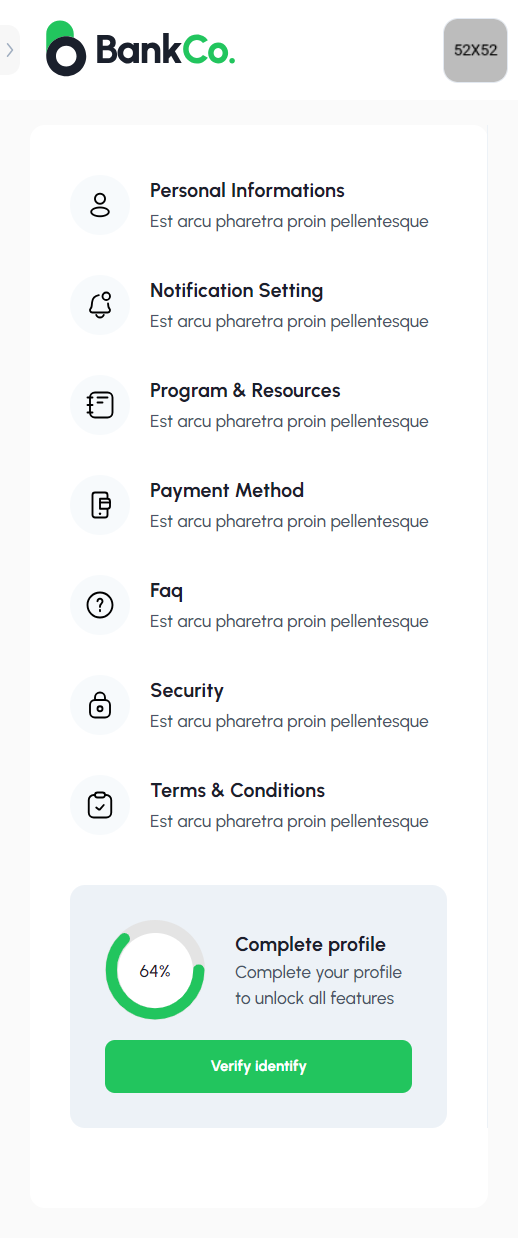 BankCo.
52X52
Personal Informations
Est arcu pharetra proin pellentesque
Notification Setting
Est arcu pharetra proin pellentesque
Program & Resources
Est arcu pharetra proin pellentesque
Payment Method
Est arcu pharetra proin pellentesque
Faq
Est arcu pharetra proin pellentesque
Security
Est arcu pharetra proin pellentesque
Terms & Conditions
Est arcu pharetra proin pellentesque
64%
Complete profile
Complete your profile
to unlock all features
Verify identify